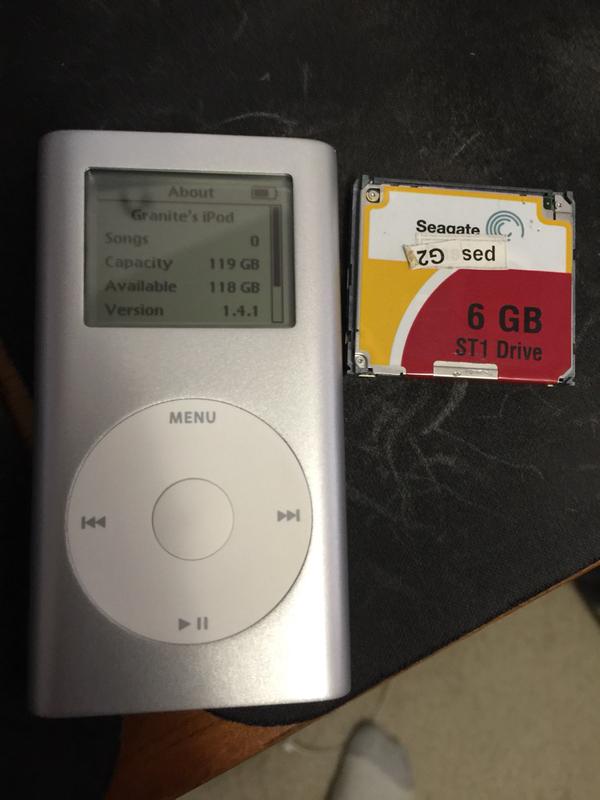 About
Granite's iPod
Songs 0
Capacity 119 GB
Available 118 GB
Version 1.4.1
MENU
Seagate
G2 sed
6 GB
ST1 Drive